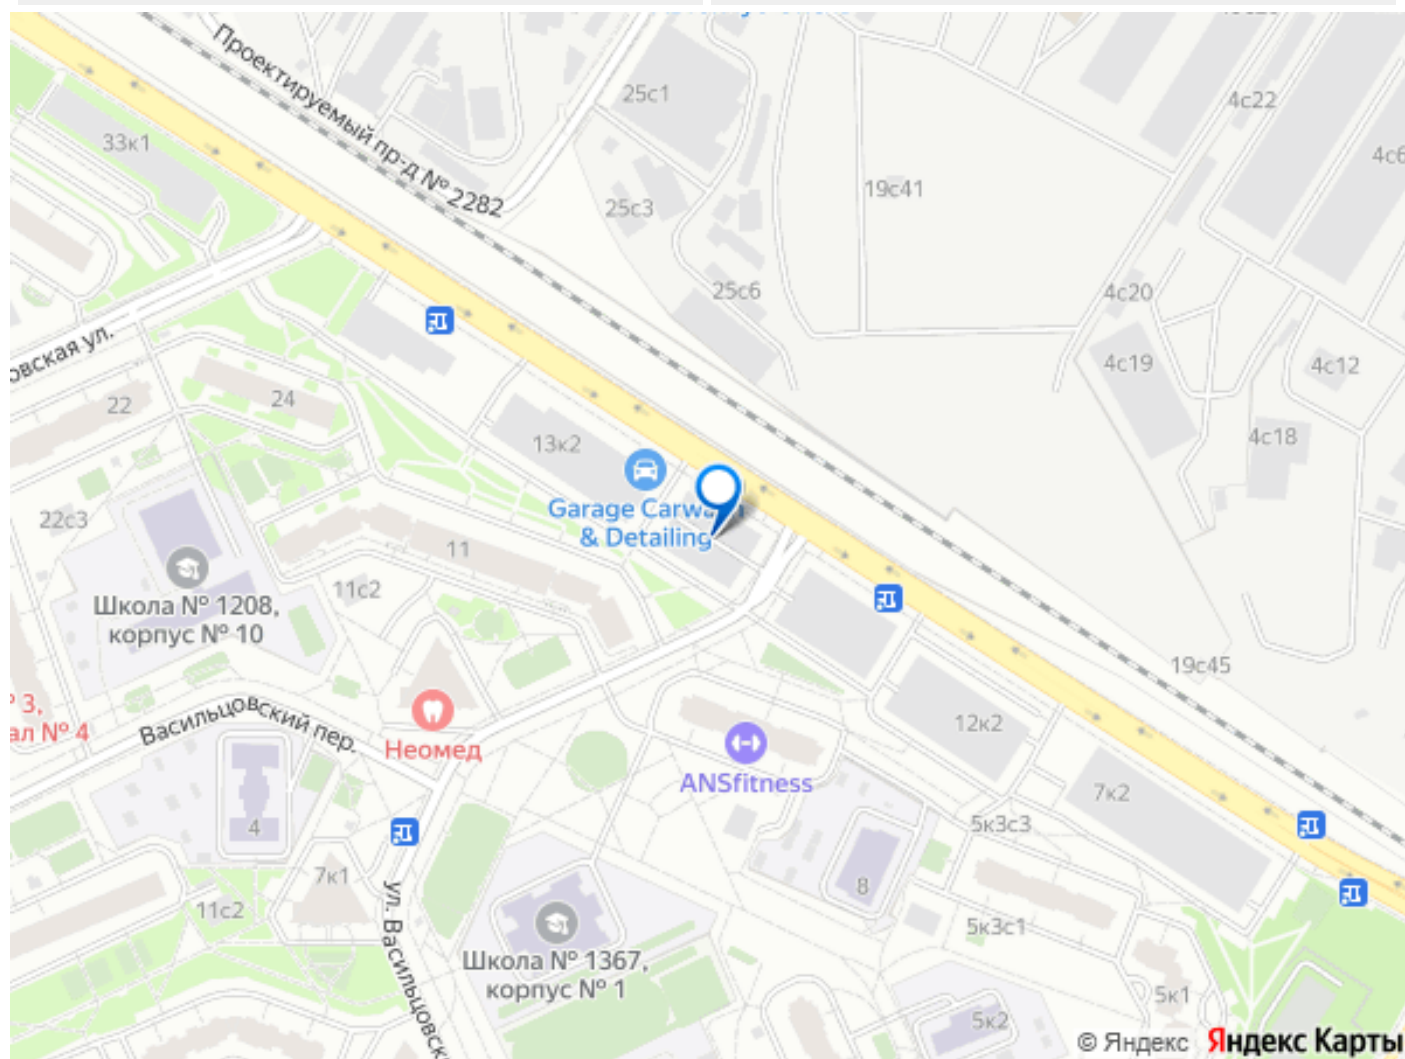 25с1
4с22
Проектируемый пр-д № 2282
33к1
4с6
19с41
25с3
25с6
4с20
овская ул.
4с19
4с12
22
24
13к2
4с18
Garage Carwash
& Detailing
22с3
11
11с2
Школа № 1208,
корпус № 10
19с45
№ 3,
ал № 4
Васильцовский пер.
Неомед
12к2
ANSfitness
7к2
4
5к3с3
7к1
8
11с2
ул. Васильцовск
5к3с1
Школа № 1367,
корпус № 1
5к1
5к2
© Яндекс Яндекс Карты